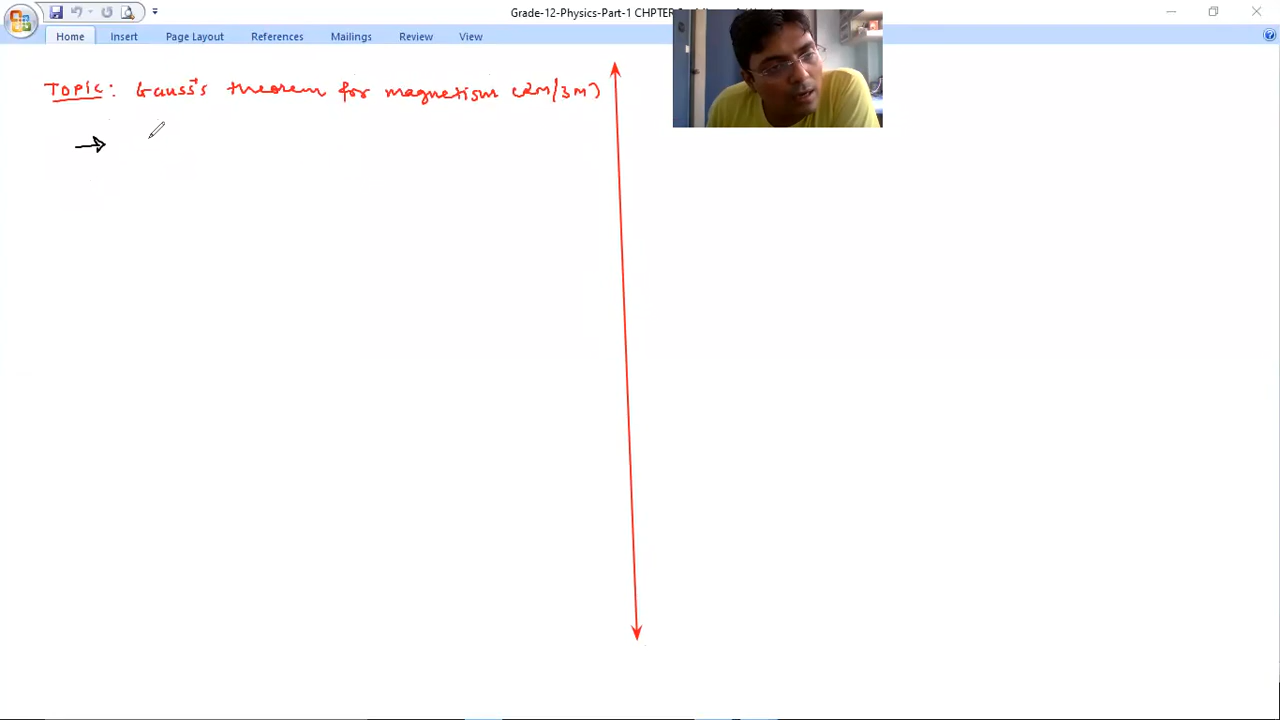 Grade-12-Physics-Part-1 CHPTER
Home Insert Page Layout References Mailings Review View
TOPIC: Gauss's theorem for magnetism (2M/3M)